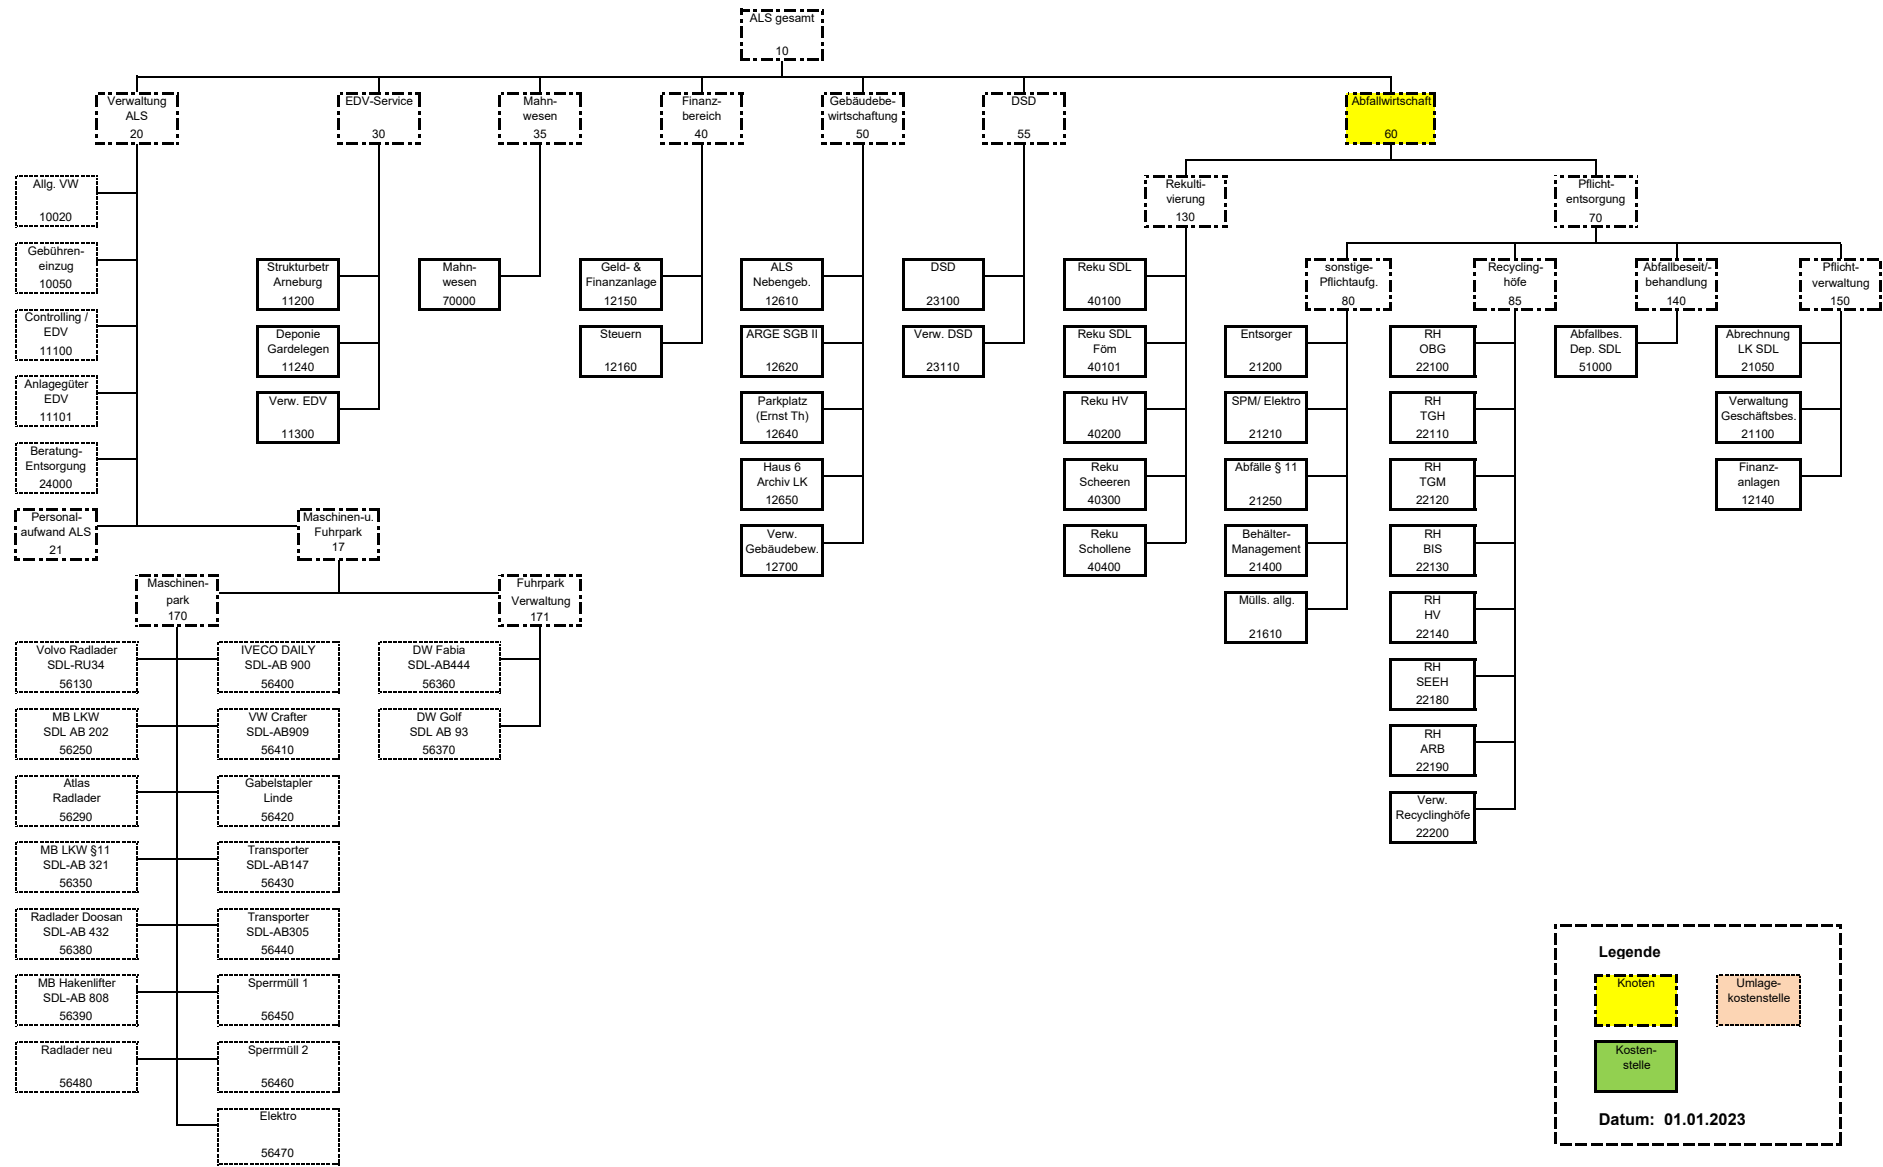 ALS gesamt
10
Verwaltung
ALS
20
EDV-Service
30
Mahn-
wesen
35
Finanz-
bereich
40
Gebäudebe-
wirtschaftung
50
DSD
55
Abfallwirtschaft
60
Allg. VW
10020
Gebühren-
einzug
10050
Controlling /
EDV
11100
Anlagegüter
EDV
11101
Beratung-
Entsorgung
24000
Personal-
aufwand ALS
21
Maschinen-u.
Fuhrpark
17
Maschinen-
park
170
Fuhrpark
Verwaltung
171
Volvo Radlader
SDL-RU34
56130
MB LKW
SDL AB 202
56250
Atlas
Radlader
56290
MB LKW §11
SDL-AB 321
56350
Radlader Doosan
SDL-AB 432
56380
MB Hakenlifter
SDL-AB 808
56390
Radlader neu
56480
IVECO DAILY
SDL-AB 900
56400
VW Crafter
SDL-AB909
56410
Gabelstapler
Linde
56420
Transporter
SDL-AB147
56430
Transporter
SDL-AB305
56440
Sperrmüll 1
56450
Sperrmüll 2
56460
Elektro
56470
DW Fabia
SDL-AB444
56360
DW Golf
SDL AB 93
56370
Strukturbetr
Arneburg
11200
Deponie
Gardelegen
11240
Verw. EDV
11300
Mahn-
wesen
70000
Geld- &
Finanzanlage
12150
Steuern
12160
ALS
Nebengeb.
12610
ARGE SGB II
12620
Parkplatz
(Ernst Th)
12640
Haus 6
Archiv LK
12650
Verw.
Gebäudebew.
12700
DSD
23100
Verw. DSD
23110
Rekulti-
vierung
130
Reku SDL
40100
Reku SDL
Föm
40101
Reku HV
40200
Reku
Scheeren
40300
Reku
Schollene
40400
Pflicht-
entsorgung
70
sonstige-
Pflichtaufg.
80
Entsorger
21200
SPM/ Elektro
21210
Abfälle § 11
21250
Behälter-
Management
21400
Mülls. allg.
21610
Recycling-
höfe
85
RH
OBG
22100
RH
TGH
22110
RH
TGM
22120
RH
BIS
22130
RH
HV
22140
RH
SEEH
22180
RH
ARB
22190
Verw.
Recyclinghöfe
22200
Abfallbeseit/-
behandlung
140
Abfallbes.
Dep. SDL
51000
Pflicht-
verwaltung
150
Abrechnung
LK SDL
21050
Verwaltung
Geschäftsbes.
21100
Finanz-
anlagen
12140
Legende
Knoten
Umlage-
kostenstelle
Kosten-
stelle
Datum: 01.01.2023